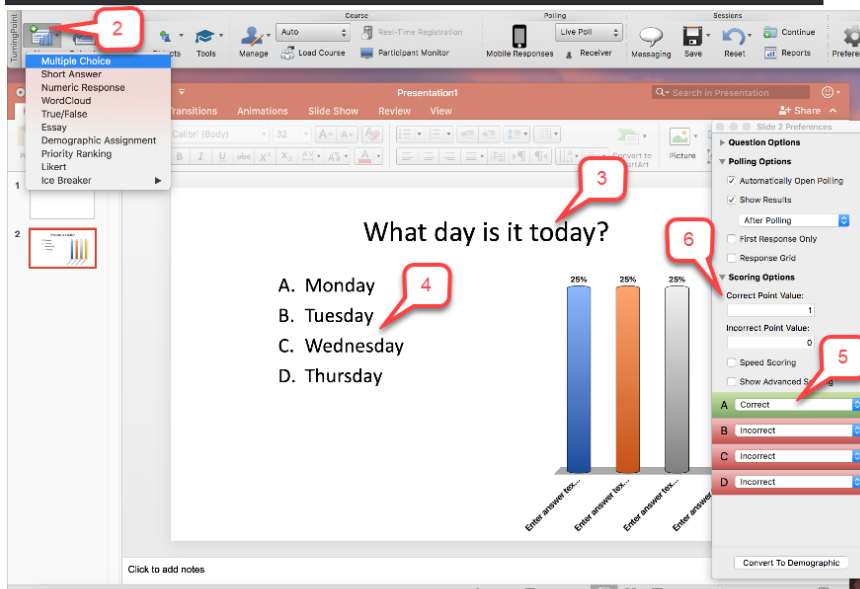 Course
Polling
Sessions
TurningPoint
2
Auto
Real-Time Registration
Live Poll
Continue
Tools
Manage
Load Course
Participant Monitor
Mobile Responses
Receiver
Messaging
Save
Reset
Reports
Multiple Choice
Short Answer
Numeric Response
WordCloud
True/False
Essay
Demographic Assignment
Priority Ranking
Likert
Ice Breaker
Presentation1
Search in Presentation
Animations
Slide Show
Review
View
Share
Calibri (Body)
32
B I U abc X² X₂
Picture
Slide 2 Preferences
Question Options
Polling Options
Automatically Open Polling
Show Results
After Polling
First Response Only
Response Grid
Scoring Options
Correct Point Value:
1
Incorrect Point Value:
0
Speed Scoring
Show Advanced
A Correct
B Incorrect
C Incorrect
D Incorrect
Convert To Demographic
1
2
3
What day is it today?
6
A. Monday
4
B. Tuesday
C. Wednesday
D. Thursday
25% 25% 25%
5
Enter answer tex...
Enter answer tex...
Enter answer tex...
Enter answer
Click to add notes